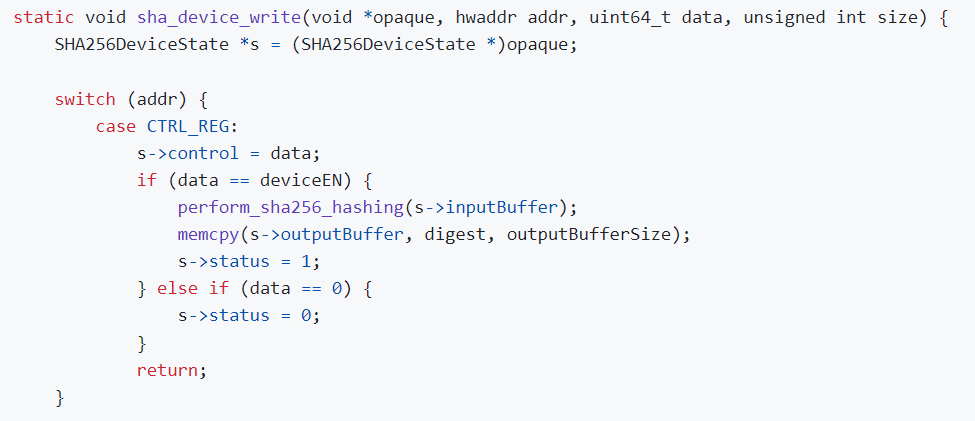 static void sha_device_write(void *opaque, hwaddr addr, uint64_t data, unsigned int size) {
    SHA256DeviceState *s = (SHA256DeviceState *)opaque;

    switch (addr) {
        case CTRL_REG:
            s->control = data;
            if (data == deviceEN) {
                perform_sha256_hashing(s->inputBuffer);
                memcpy(s->outputBuffer, digest, outputBufferSize);
                s->status = 1;
            } else if (data == 0) {
                s->status = 0;
            }
            return;
    }